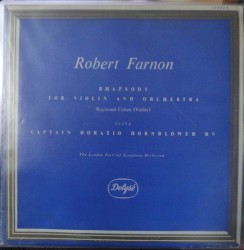 Robert Farnon
RHAPSODY
FOR VIOLIN AND ORCHESTRA
Raymond Cohen (Violin)
SUITE
CAPTAIN HORATIO HORNBLOWER RN
The London Festival Symphony Orchestra
Delysé